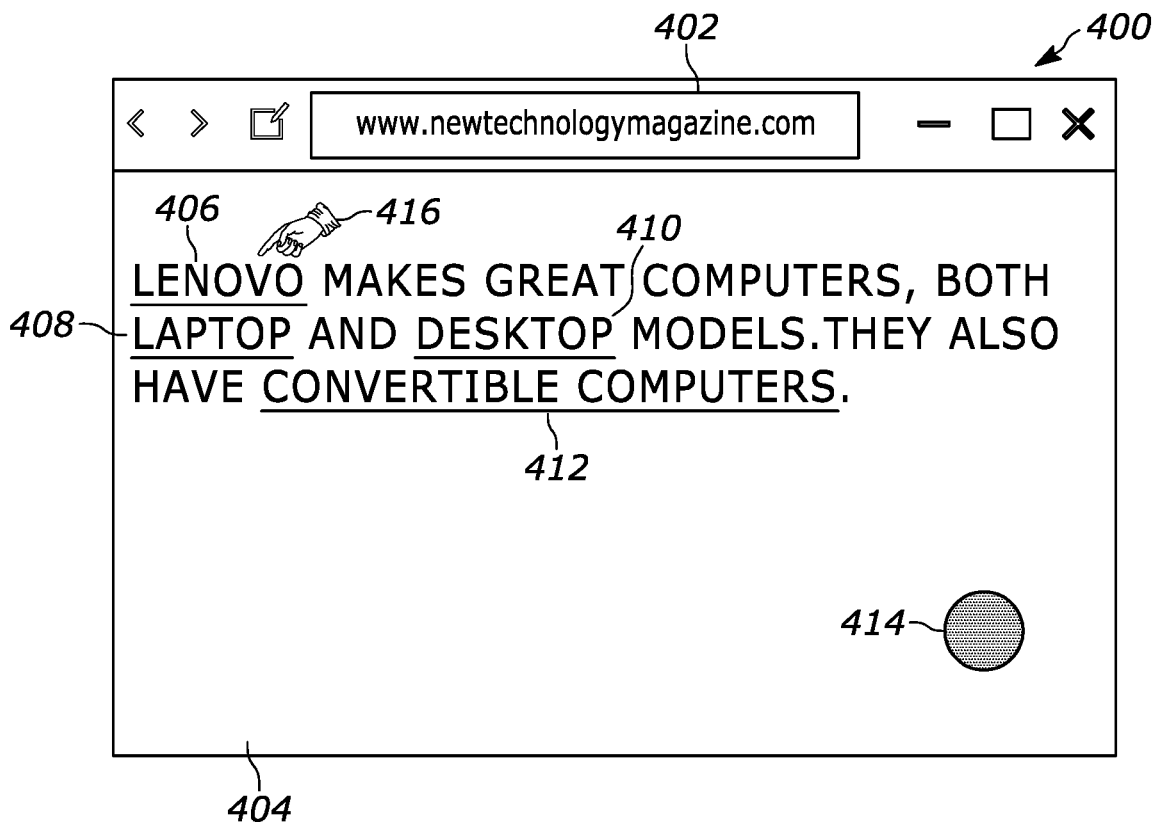 402
400
www.newtechnologymagazine.com
406
416
410
LENOVO MAKES GREAT COMPUTERS, BOTH
408
LAPTOP AND DESKTOP MODELS.THEY ALSO
HAVE CONVERTIBLE COMPUTERS.
412
414
404